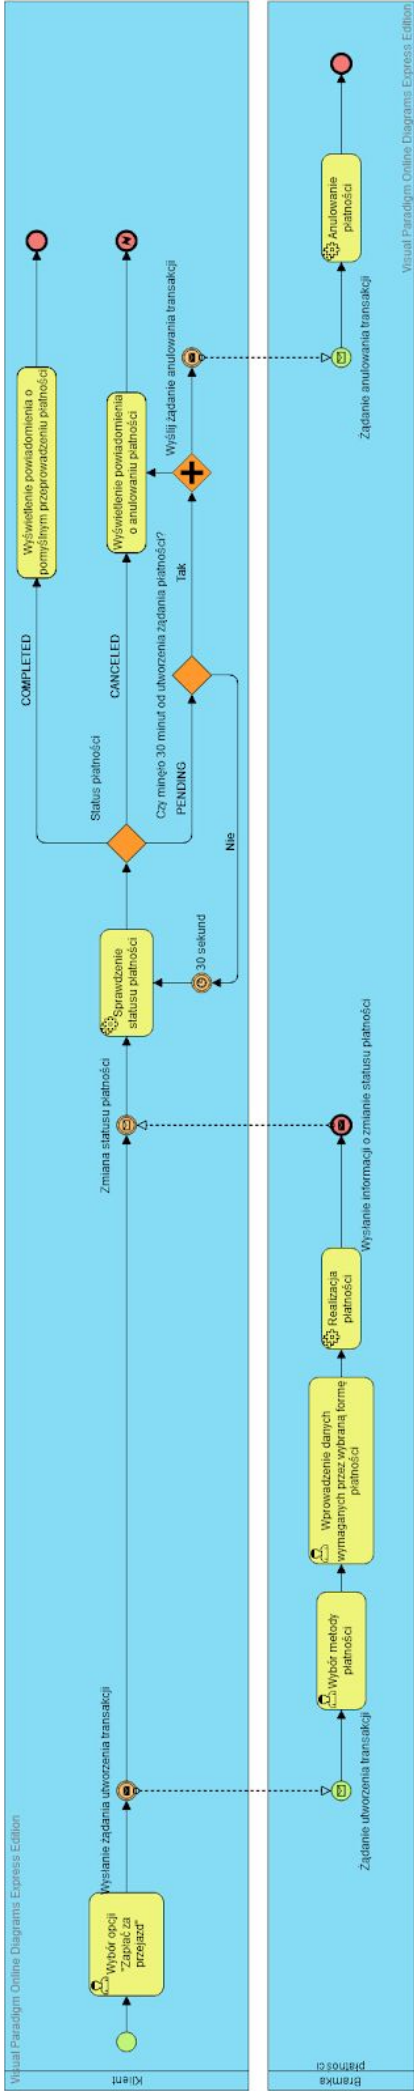 Visual Paradigm Online Diagrams Express Edition
Klient
Wybór opcji
"Zapłać za
przejazd"
Wysłanie żądania utworzenia transakcji
Zmiana statusu płatności
Sprawdzenie
statusu płatności
30 sekund
Status płatności
COMPLETED
Wyświetlenie powiadomienia o
pomyślnym przeprowadzeniu płatności
CANCELED
Wyświetlenie powiadomienia
o anulowaniu płatności
Czy minęło 30 minut od utworzenia żądania płatności?
PENDING
Nie
Tak
Wyślij żądanie anulowania transakcji
Bramka
płatności
Żądanie utworzenia transakcji
Wybór metody
płatności
Wprowadzenie danych
wymaganych przez wybraną formę
płatności
Realizacja
płatności
Wysłanie informacji o zmianie statusu płatności
Żądanie anulowania transakcji
Anulowanie
płatności
Visual Paradigm Online Diagrams Express Edition